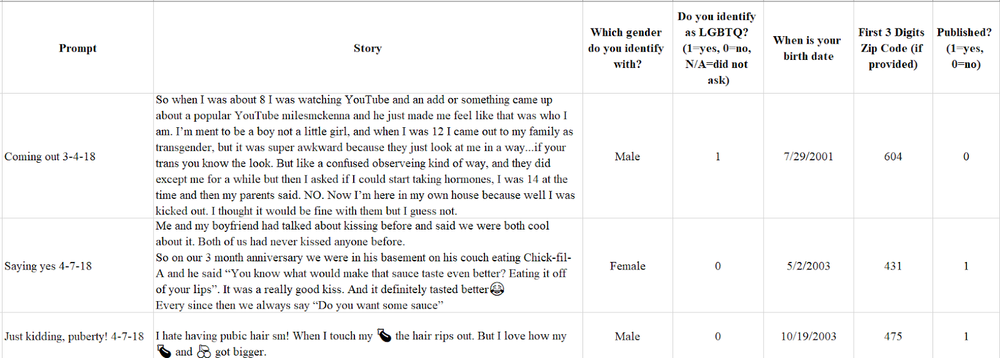 Prompt
Story
Which gender
do you identify
with?
Do you identify
as LGBTQ?
(1=yes, 0=no,
N/A=did not
ask)
When is your
birth date
First 3 Digits
Zip Code (if
provided)
Published?
(1=yes,
0=no)
Coming out 3-4-18
So when I was about 8 I was watching YouTube and an add or something came up
about a popular YouTube milesmckenna and he just made me feel like that was who I
am. I’m ment to be a boy not a little girl, and when I was 12 I came out to my family as
transgender, but it was super awkward because they just look at me in a way...if your
trans you know the look. But like a confused observeing kind of way, and they did
except me for a while but then I asked if I could start taking hormones, I was 14 at the
time and then my parents said. NO. Now I’m here in my own house because well I was
kicked out. I thought it would be fine with them but I guess not.
Male
1
7/29/2001
604
0
Saying yes 4-7-18
Me and my boyfriend had talked about kissing before and said we were both cool
about it. Both of us had never kissed anyone before.
So on our 3 month anniversary we were in his basement on his couch eating Chick-fil-
A and he said “You know what would make that sauce taste even better? Eating it off
of your lips”. It was a really good kiss. And it definitely tasted better😂
Every since then we always say “Do you want some sauce”
Female
0
5/2/2003
431
1
Just kidding, puberty! 4-7-18
I hate having pubic hair sm! When I touch my 🍆 the hair rips out. But I love how my
🍆 and 🍒 got bigger.
Male
0
10/19/2003
475
1